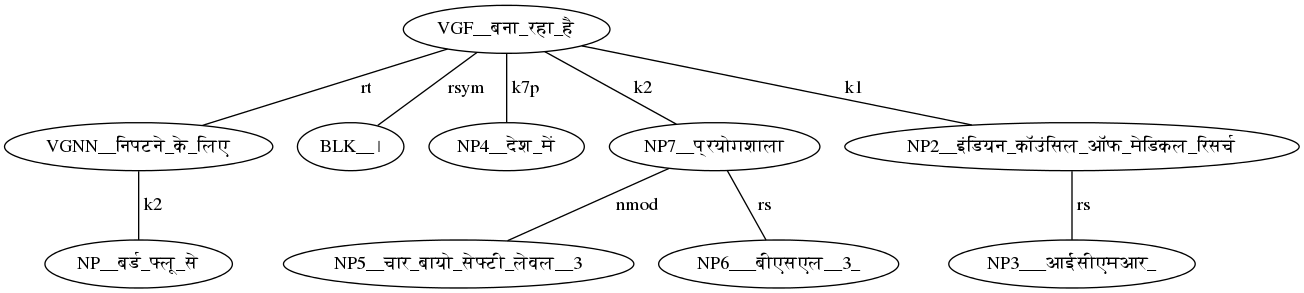 VGF__बना_रहा_है
rt rsym k7p k2 k1
VGNN__निपटने_के_लिए BLK__। NP4__देश_में NP7__प्रयोगशाला NP2__इंडियन_कॉउंसिल_ऑफ_मेडिकल_रिसर्च
k2 nmod rs rs
NP__बर्ड_फ्लू_से NP5__चार_बायो_सेफ्टी_लेवल__3 NP6___बीएसएल__3_ NP3___आईसीएमआर_